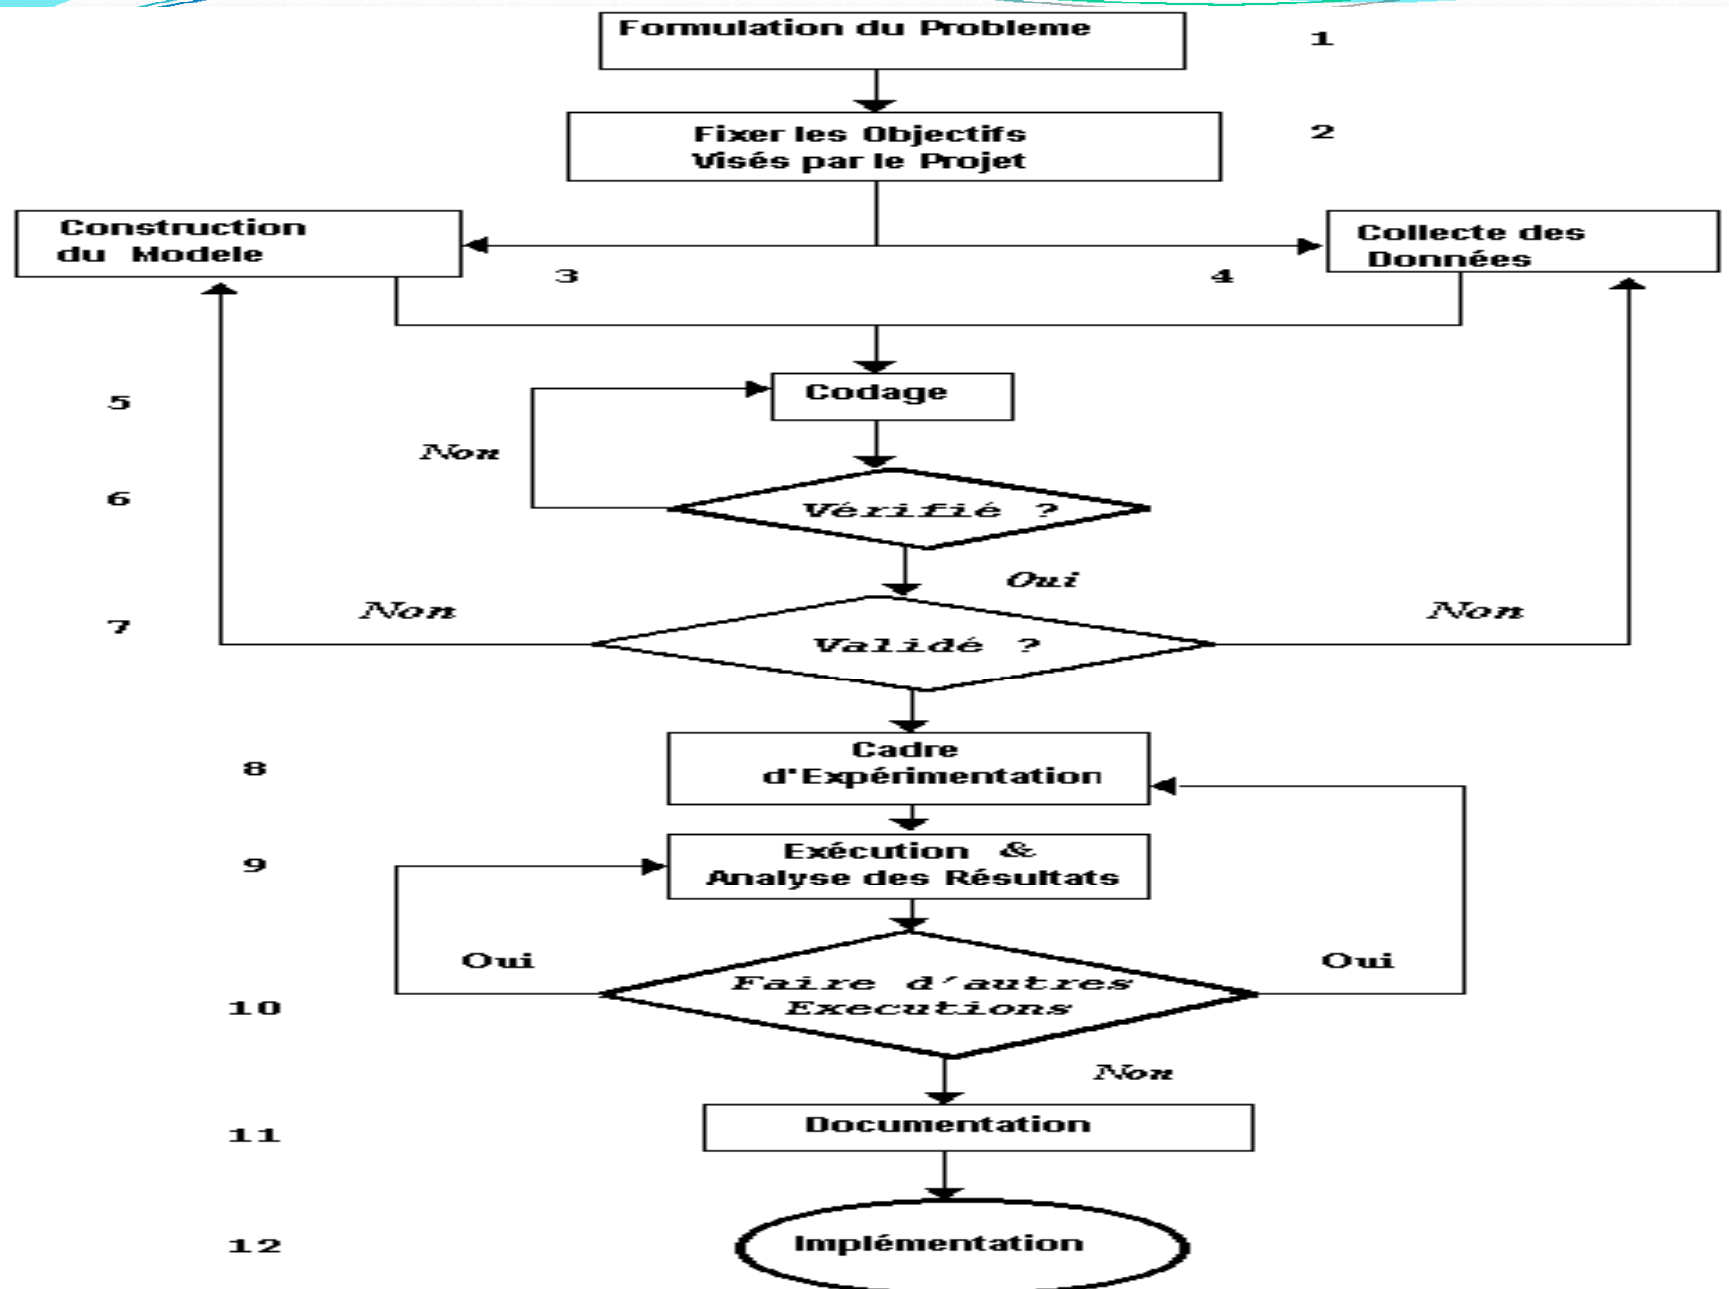 Formulation du Probleme
1
Fixer les Objectifs
Visés par le Projet
2
Construction
du Modele
Collecte des
Données
3
4
Codage
5
Non
6
Vérifié ?
Oui
Non
Non
7
Validé ?
Cadre
d'Expérimentation
8
Exécution &
Analyse des Résultats
9
Oui
Oui
Faire d'autres
Executions
10
Non
Documentation
11
Implémentation
12